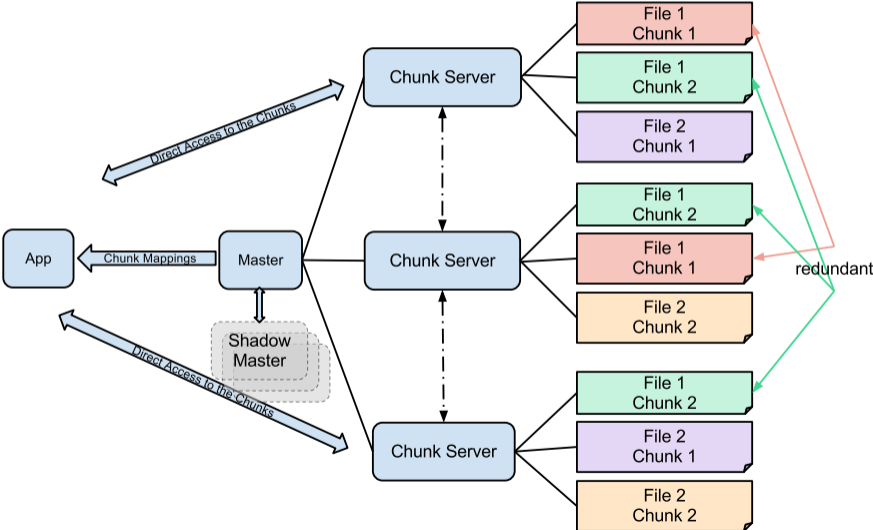 File 1
Chunk 1
File 1
Chunk 2
File 2
Chunk 1
Chunk Server
Direct Access to the Chunks
File 1
Chunk 2
File 1
Chunk 1
File 2
Chunk 2
redundant
App
Chunk Mappings
Master
Chunk Server
Shadow
Master
Direct Access to the Chunks
File 1
Chunk 2
File 2
Chunk 1
File 2
Chunk 2
Chunk Server